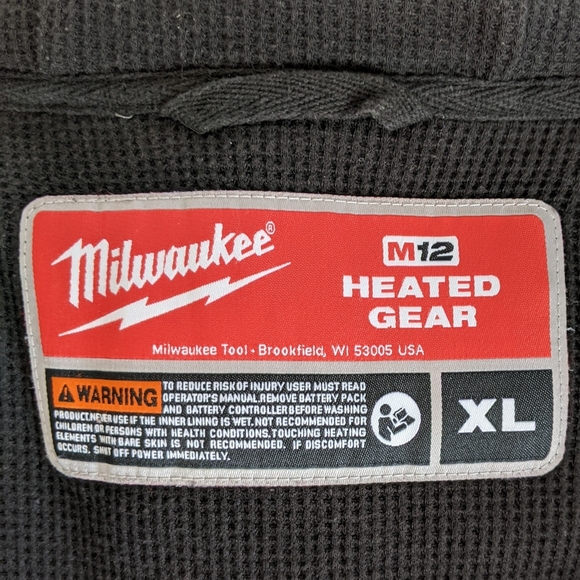 Milwaukee®
M12
HEATED
GEAR
Milwaukee Tool • Brookfield, WI 53005 USA
WARNING
TO REDUCE RISK OF INJURY USER MUST READ
OPERATOR'S MANUAL.REMOVE BATTERY PACK
AND BATTERY CONTROLLER BEFORE WASHING
PRODUCT.NEVER USE IF THE INNER LINING IS WET. NOT RECOMMENDED FOR
CHILDREN OR PERSONS WITH HEALTH CONDITIONS.TOUCHING HEATING
ELEMENTS WITH BARE SKIN IS NOT RECOMMENDED. IF DISCOMFORT
OCCURS, SHUT OFF POWER IMMEDIATELY.
XL